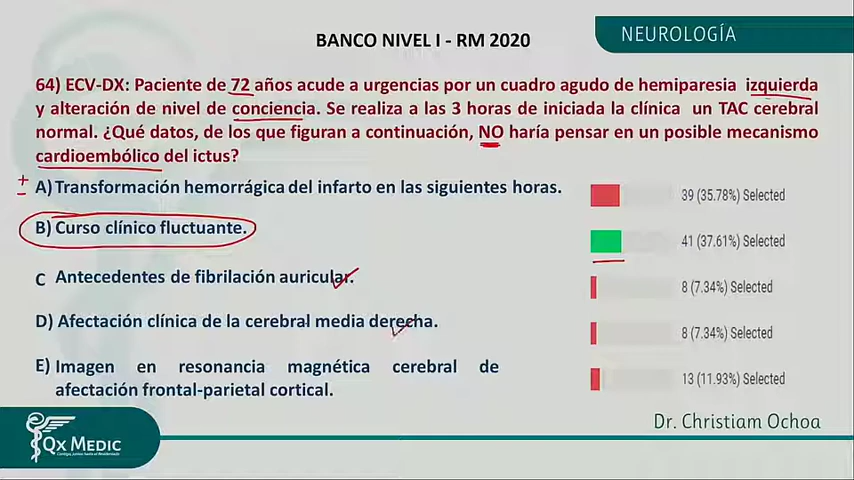 BANCO NIVEL I - RM 2020
NEUROLOGÍA
64) ECV-DX: Paciente de 72 años acude a urgencias por un cuadro agudo de hemiparesia izquierda
y alteración de nivel de conciencia. Se realiza a las 3 horas de iniciada la clínica un TAC cerebral
normal. ¿Qué datos, de los que figuran a continuación, NO haría pensar en un posible mecanismo
cardioembólico del ictus?
A) Transformación hemorrágica del infarto en las siguientes horas.
39 (35.78%) Selected
B) Curso clínico fluctuante.
41 (37.61%) Selected
C Antecedentes de fibrilación auricular.
8 (7.34%) Selected
D) Afectación clínica de la cerebral media derecha.
8 (7.34%) Selected
E) Imagen en resonancia magnética cerebral de
afectación frontal-parietal cortical.
13 (11.93%) Selected
Dr. Christiam Ochoa
QX MEDIC